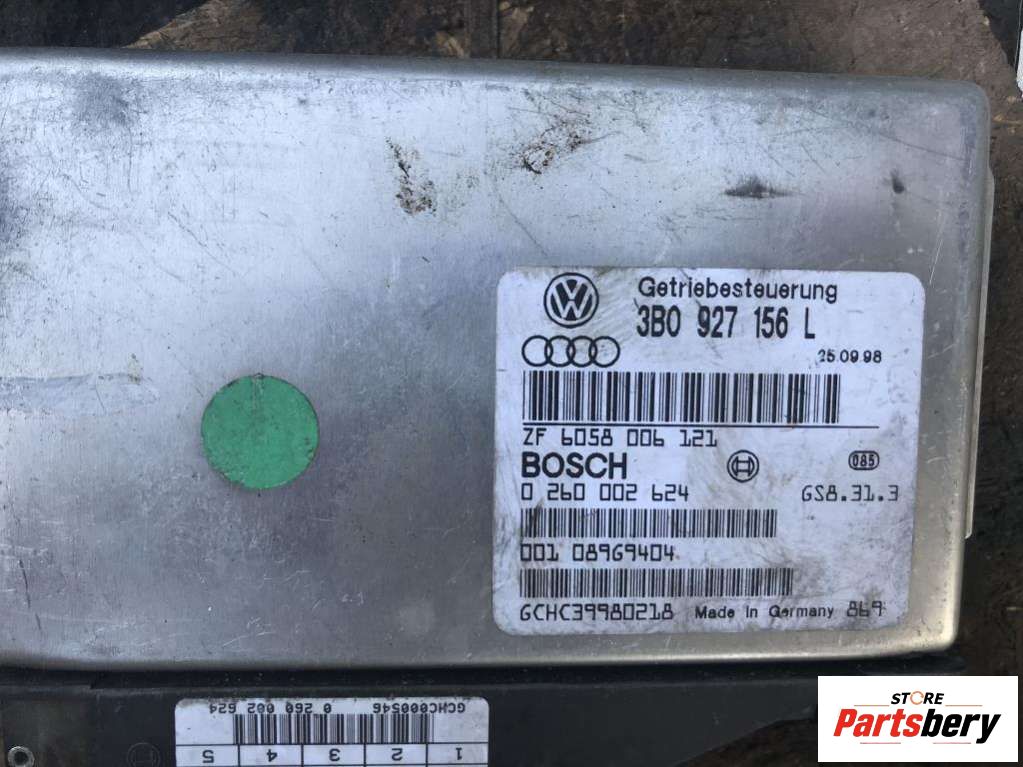 Getriebesteuerung
3B0 927 156 L
25.09.98
ZF 6058 006 121
BOSCH
085
0 260 002 624
GS8.31.3
001 08969404
GCHC39980218 Made in Germany 869
GCHC000546 0 260 002 624
1 2 3 4 5
STORE
Partsbery